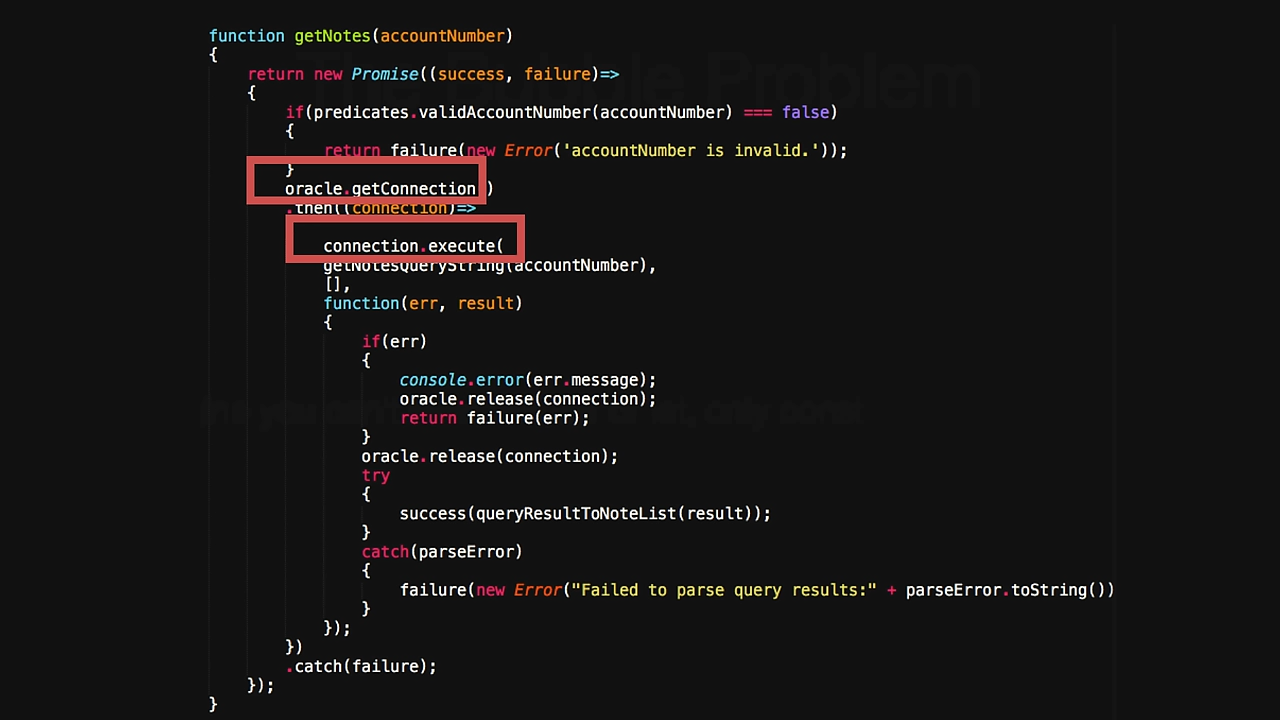 function getNotes(accountNumber)
{
return new Promise((success, failure)=>
{
if(predicates.validAccountNumber(accountNumber) === false)
{
return failure(new Error('accountNumber is invalid.'));
}
oracle.getConnection )
.then((connection)=>
connection.execute(
getNotesQueryString(accountNumber),
[],
function(err, result)
{
if(err)
{
console.error(err.message);
oracle.release(connection);
return failure(err);
}
oracle.release(connection);
try
{
success(queryResultToNoteList(result));
}
catch(parseError)
{
failure(new Error("Failed to parse query results:" + parseError.toString())
}
});
})
.catch(failure);
});
}
The Problem